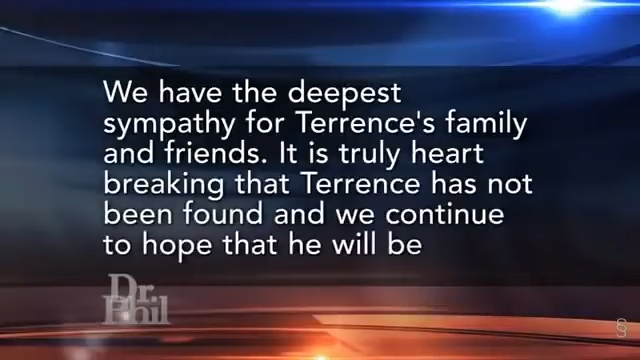 We have the deepest
sympathy for Terrence's family
and friends. It is truly heart
breaking that Terrence has not
been found and we continue
to hope that he will be
Dr.
Phil